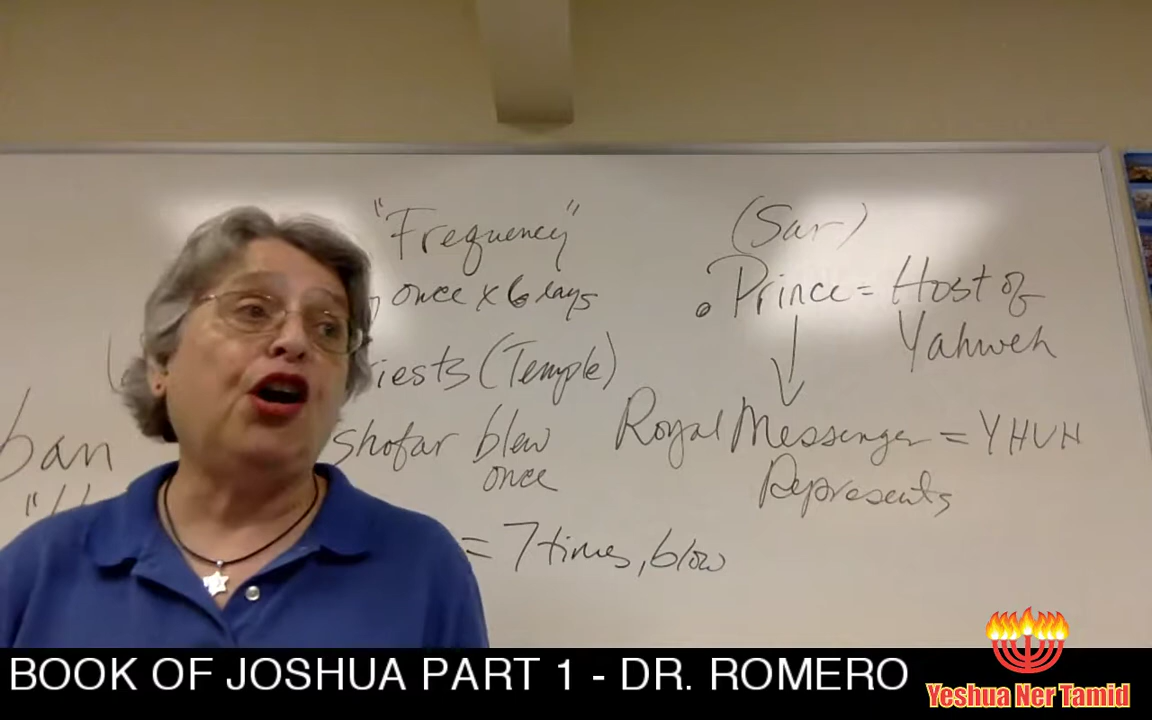 "Frequency"
once x 6 days
iests (Temple)
shofar blew
once
= 7 times, blow
ban
(Sar)
Prince = Host of
Yahweh
Royal Messenger = YHVH
Represents
BOOK OF JOSHUA PART 1 - DR. ROMERO
Yeshua Ner Tamid